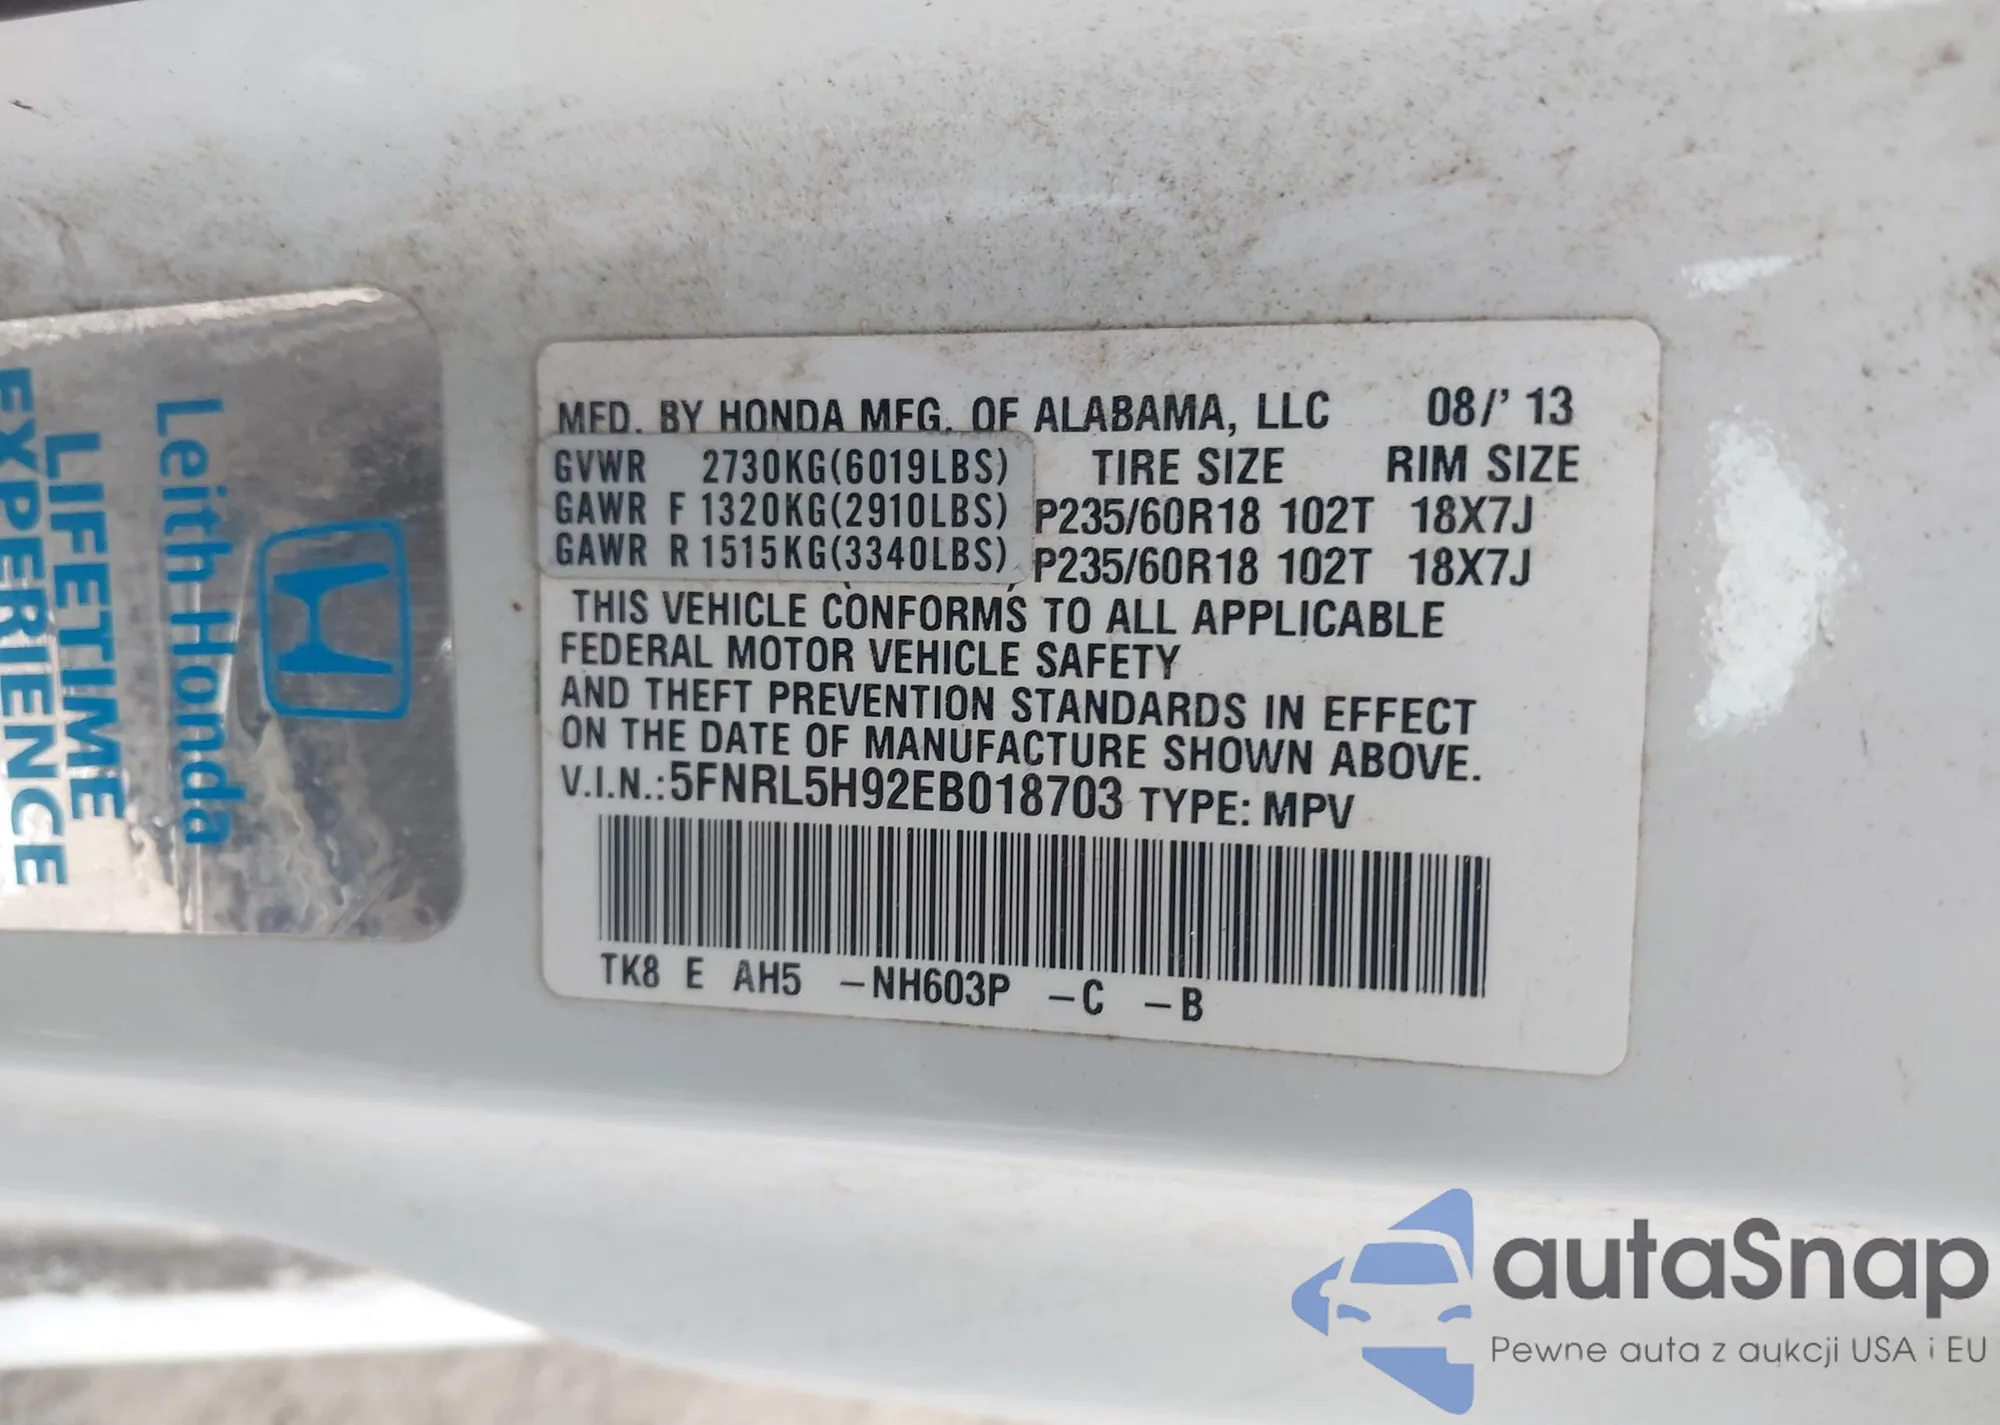 LIFETIME
EXPERIENCE
Leith Honda
MFD. BY HONDA MFG. OF ALABAMA, LLC 08/' 13
GVWR 2730KG(6019LBS) TIRE SIZE RIM SIZE
GAWR F 1320KG(2910LBS) P235/60R18 102T 18X7J
GAWR R 1515KG(3340LBS) P235/60R18 102T 18X7J
THIS VEHICLE CONFORMS TO ALL APPLICABLE
FEDERAL MOTOR VEHICLE SAFETY
AND THEFT PREVENTION STANDARDS IN EFFECT
ON THE DATE OF MANUFACTURE SHOWN ABOVE.
V.I.N.:5FNRL5H92EB018703 TYPE: MPV
TK8 E AH5 -NH603P -C -B
autaSnap
Pewne auta z aukcji USA i EU